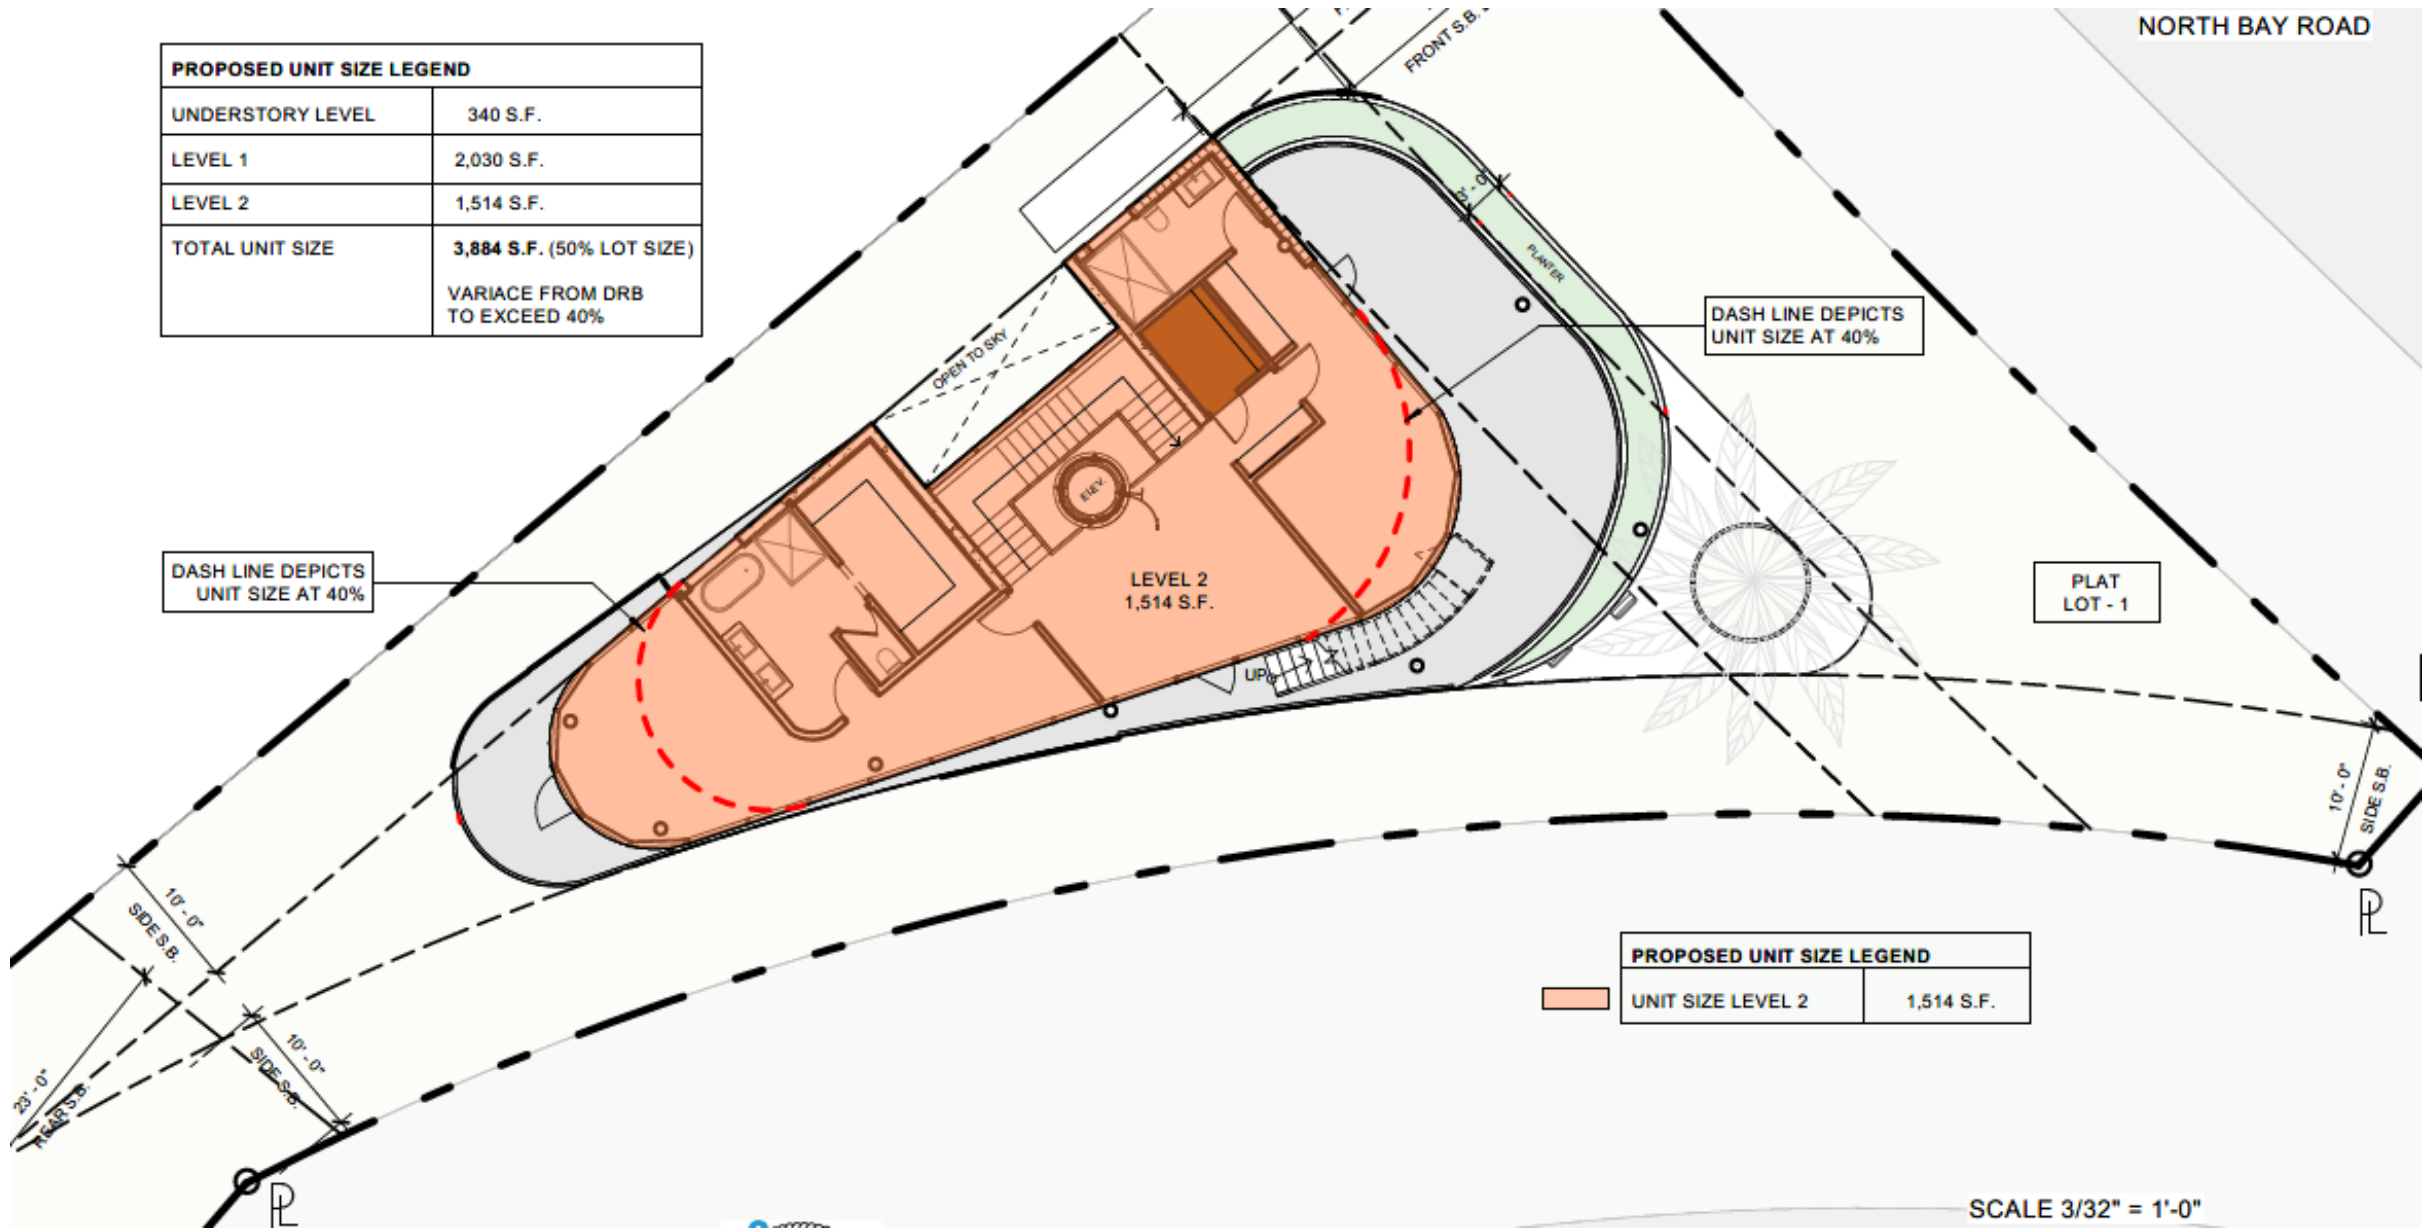 NORTH BAY ROAD
FRONT S.B.
PROPOSED UNIT SIZE LEGEND
UNDERSTORY LEVEL 340 S.F.
LEVEL 1 2,030 S.F.
LEVEL 2 1,514 S.F.
TOTAL UNIT SIZE 3,884 S.F. (50% LOT SIZE)
VARIACE FROM DRB
TO EXCEED 40%
3'-0"
PLANTER
DASH LINE DEPICTS
UNIT SIZE AT 40%
OPEN TO SKY
ELEV.
DASH LINE DEPICTS
UNIT SIZE AT 40%
LEVEL 2
1,514 S.F.
PLAT
LOT - 1
UP
10'-0"
SIDE S.B.
10'-0"
SIDE S.B.
PL
PROPOSED UNIT SIZE LEGEND
UNIT SIZE LEVEL 2 1,514 S.F.
10'-0"
SIDE S.B.
23'-0"
REAR S.B.
PL
SCALE 3/32" = 1'-0"